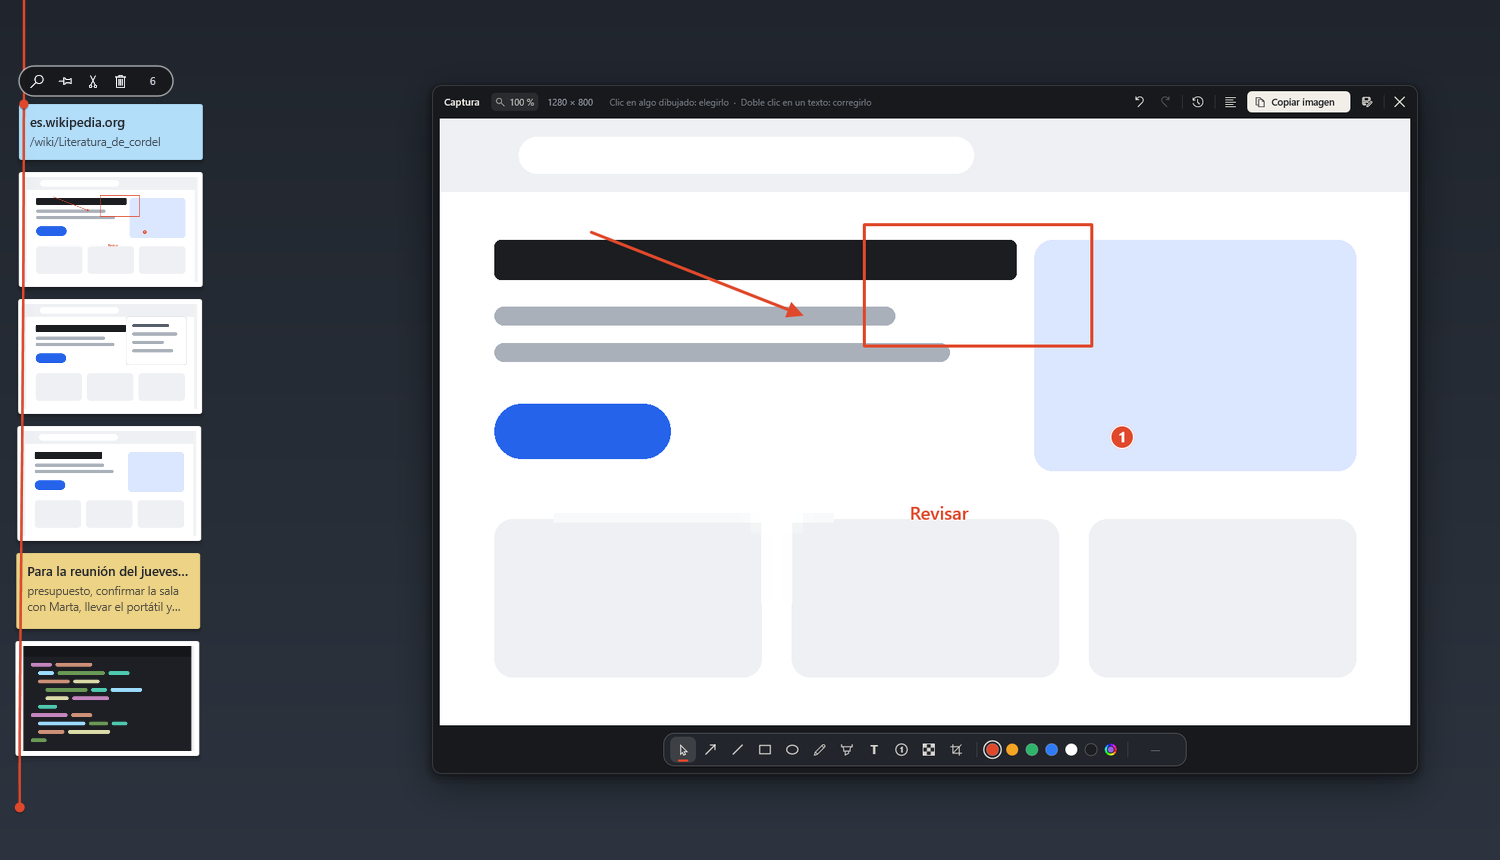 6
es.wikipedia.org
/wiki/Literatura_de_cordel
Para la reunión del jueves...
presupuesto, confirmar la sala
con Marta, llevar el portátil y...
Captura
100 %
1280 × 800
Clic en algo dibujado: elegirlo · Doble clic en un texto: corregirlo
Copiar imagen
1
Revisar
T
1